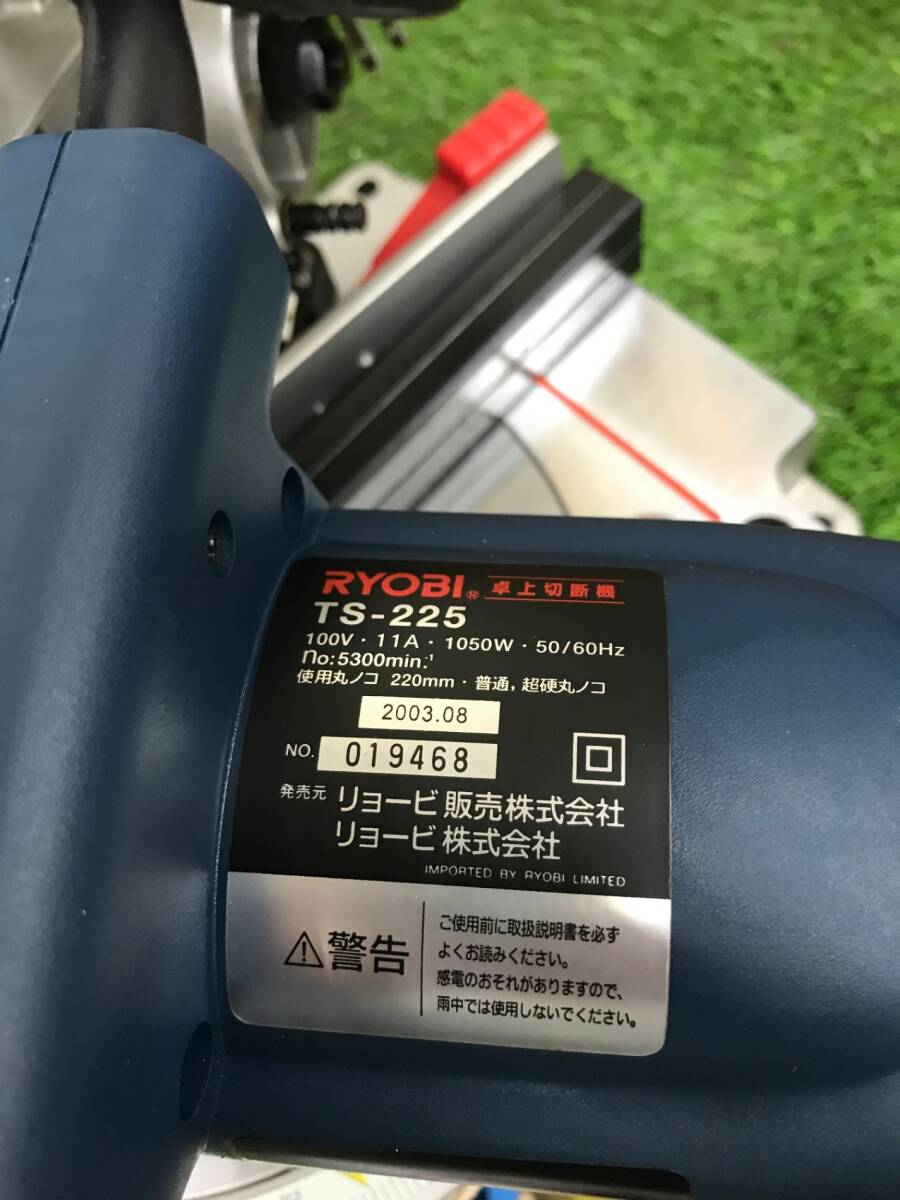 RYOBI® 卓上切断機
TS-225
100V・11A・1050W・50/60Hz
no:5300min.-1
使用丸ノコ 220mm・普通,超硬丸ノコ
2003.08
NO. 019468
発売元 リョービ販売株式会社
リョービ株式会社
IMPORTED BY RYOBI LIMITED
警告
ご使用前に取扱説明書を必ず
よくお読みください。
感電のおそれがありますので、
雨中では使用しないでください。